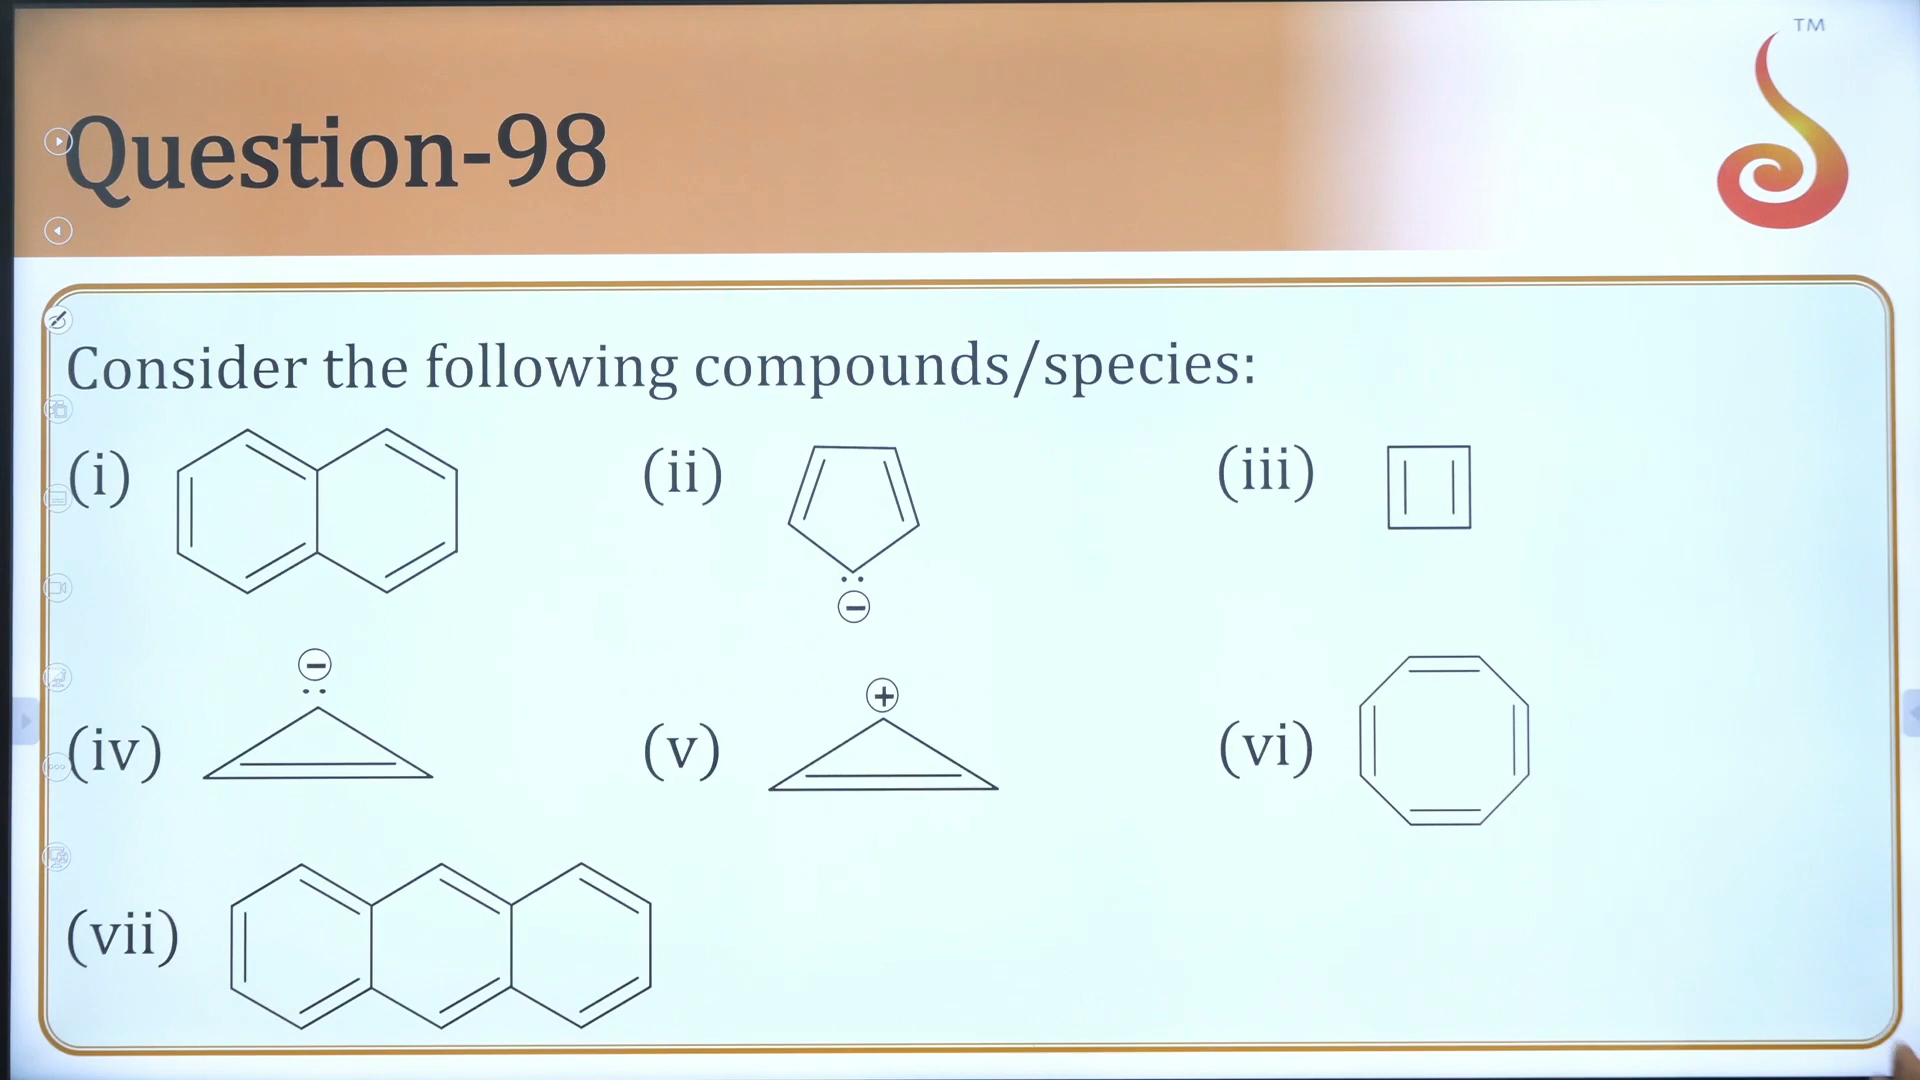 TM
Question-98
Consider the following compounds/species:
(i) (ii) (iii)
(iv) (v) (vi)
(vii)